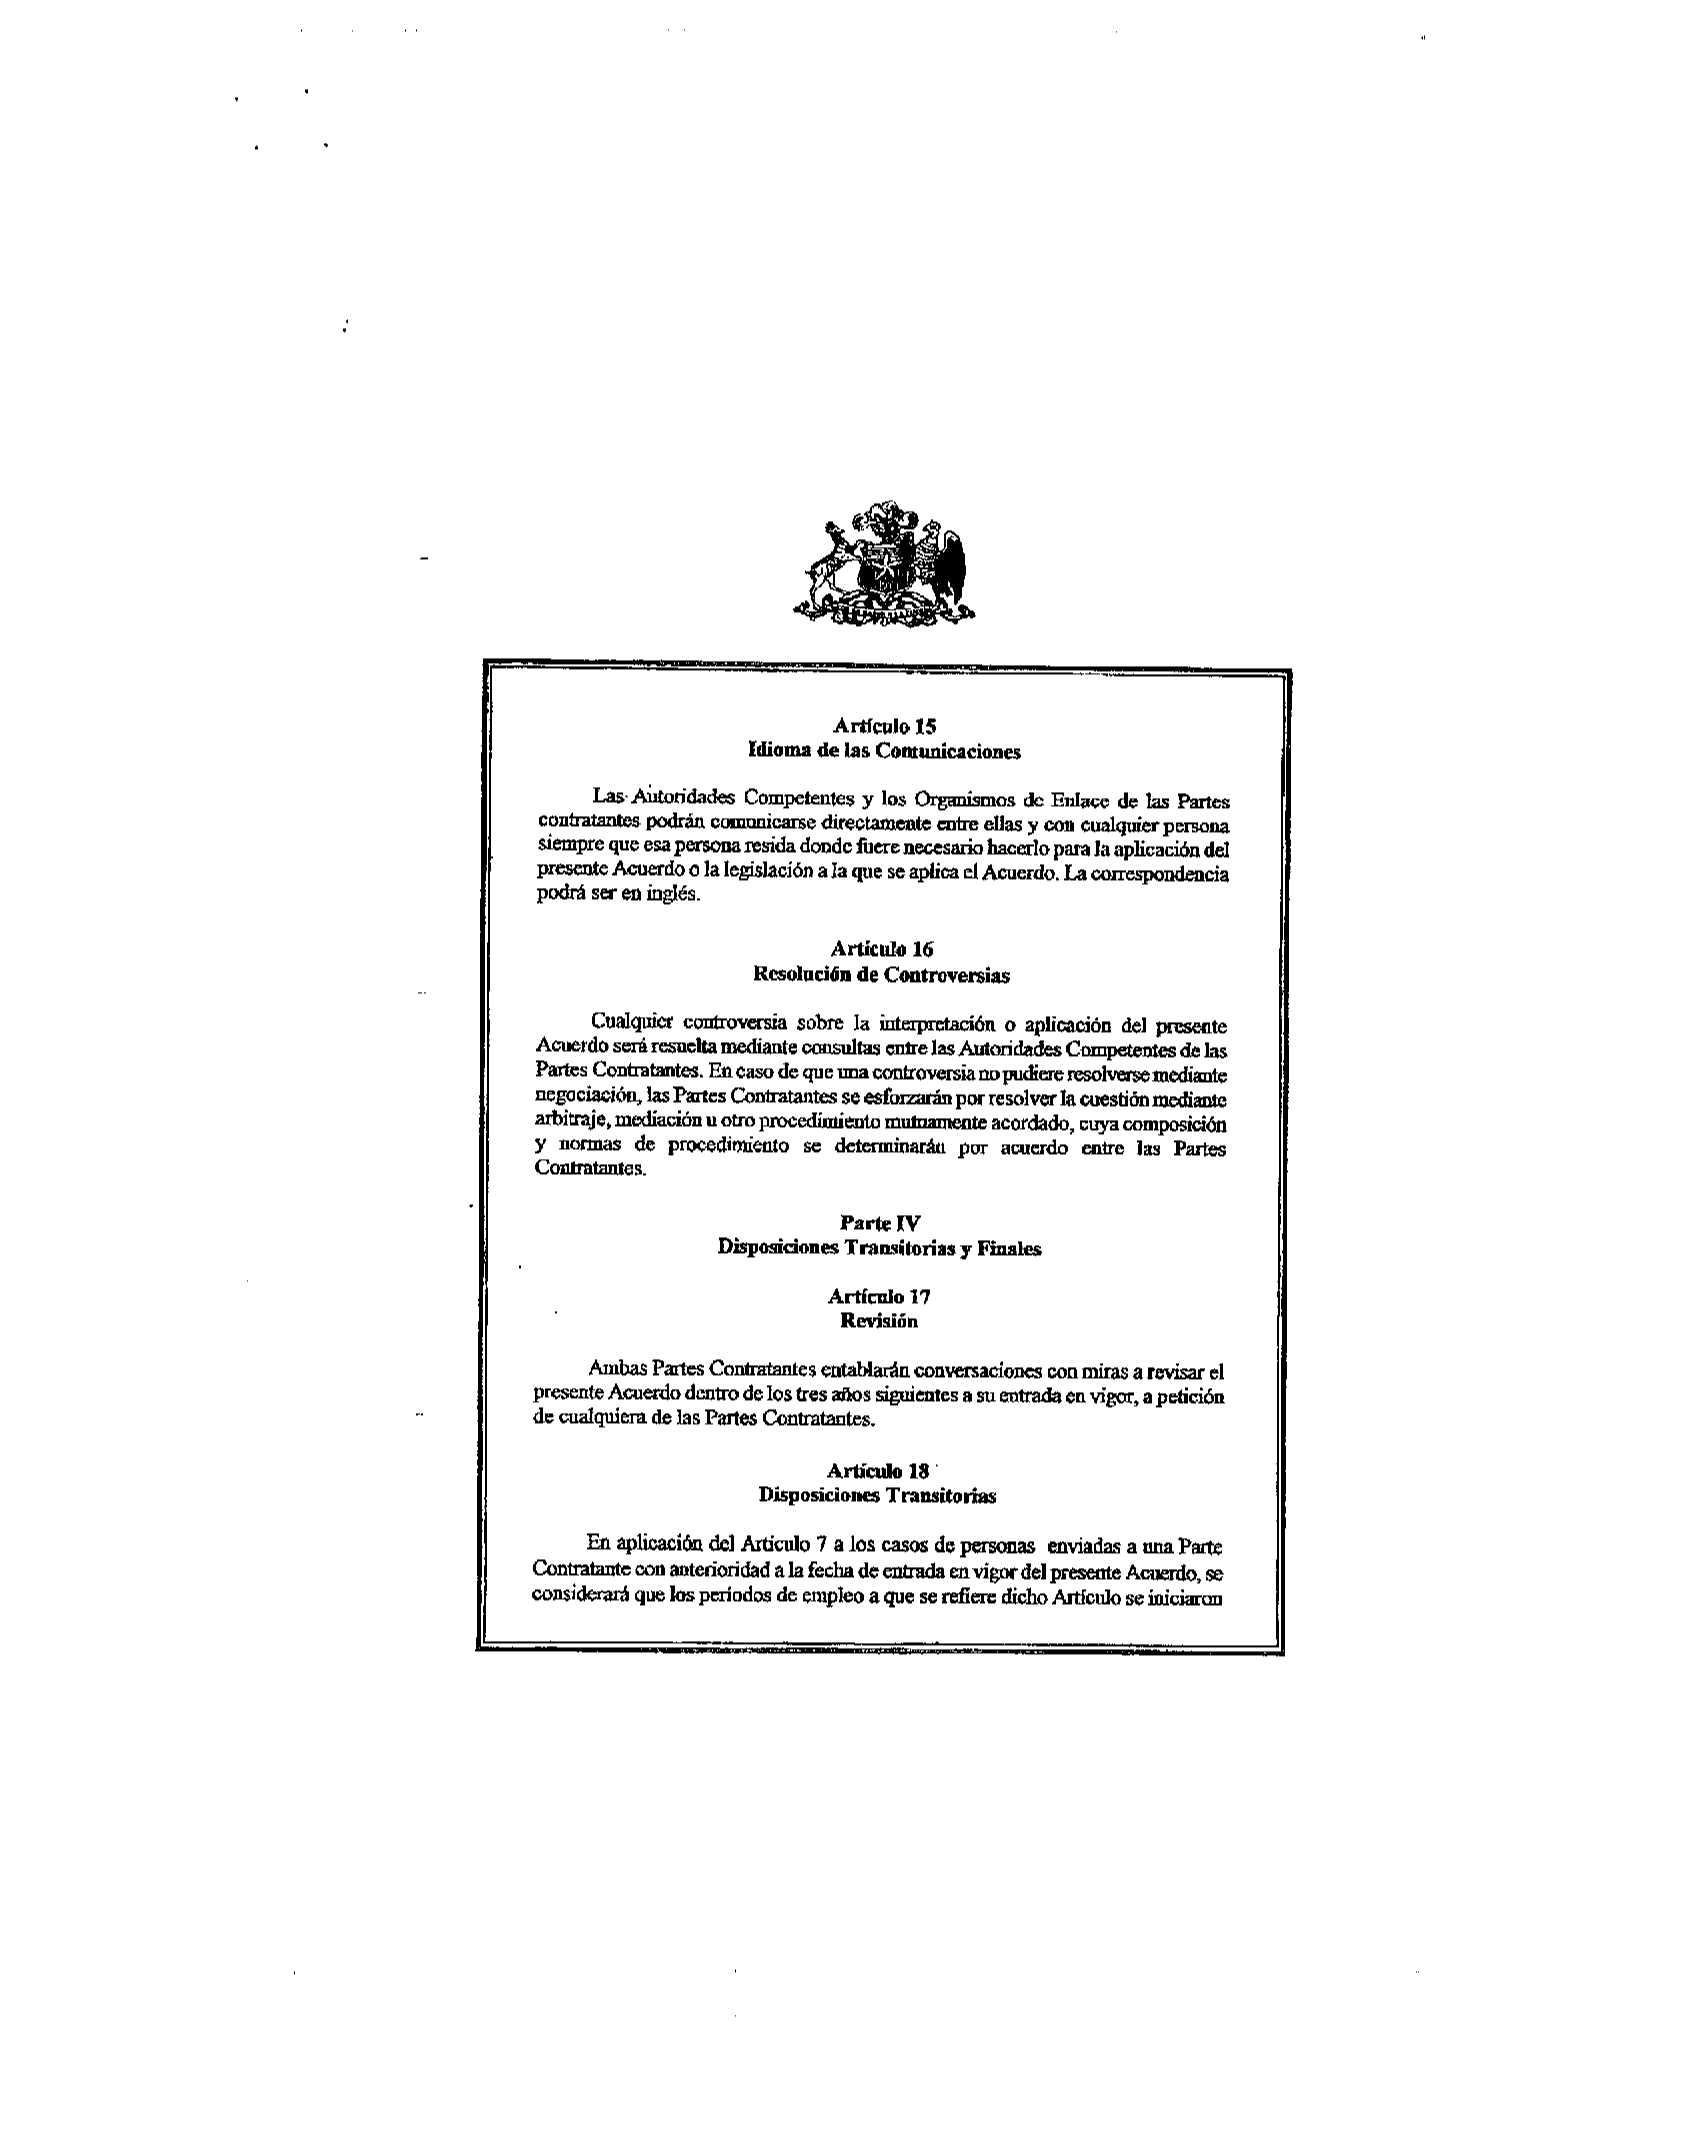 Artículo 15
Idioma de las Comunicaciones
Las Autoridades Competentes y los Organismos de Enlace de las Partes
contratantes podrán comunicarse directamente entre ellas y con cualquier persona
siempre que esa persona resida donde fuere necesario hacerlo para la aplicación del
presente Acuerdo o la legislación a la que se aplica el Acuerdo. La correspondencia
podrá ser en inglés.
Artículo 16
Resolución de Controversias
Cualquier controversia sobre la interpretación o aplicación del presente
Acuerdo será resuelta mediante consultas entre las Autoridades Competentes de las
Partes Contratantes. En caso de que una controversia no pudiere resolverse mediante
negociación, las Partes Contratantes se esforzarán por resolver la cuestión mediante
arbitraje, mediación u otro procedimiento mutuamente acordado, cuya composición
y normas de procedimiento se determinarán por acuerdo entre las Partes
Contratantes.
Parte IV
Disposiciones Transitorias y Finales
Artículo 17
Revisión
Ambas Partes Contratantes entablarán conversaciones con miras a revisar el
presente Acuerdo dentro de los tres años siguientes a su entrada en vigor, a petición
de cualquiera de las Partes Contratantes.
Artículo 18
Disposiciones Transitorias
En aplicación del Artículo 7 a los casos de personas enviadas a una Parte
Contratante con anterioridad a la fecha de entrada en vigor del presente Acuerdo, se
considerará que los períodos de empleo a que se refiere dicho Artículo se iniciaron